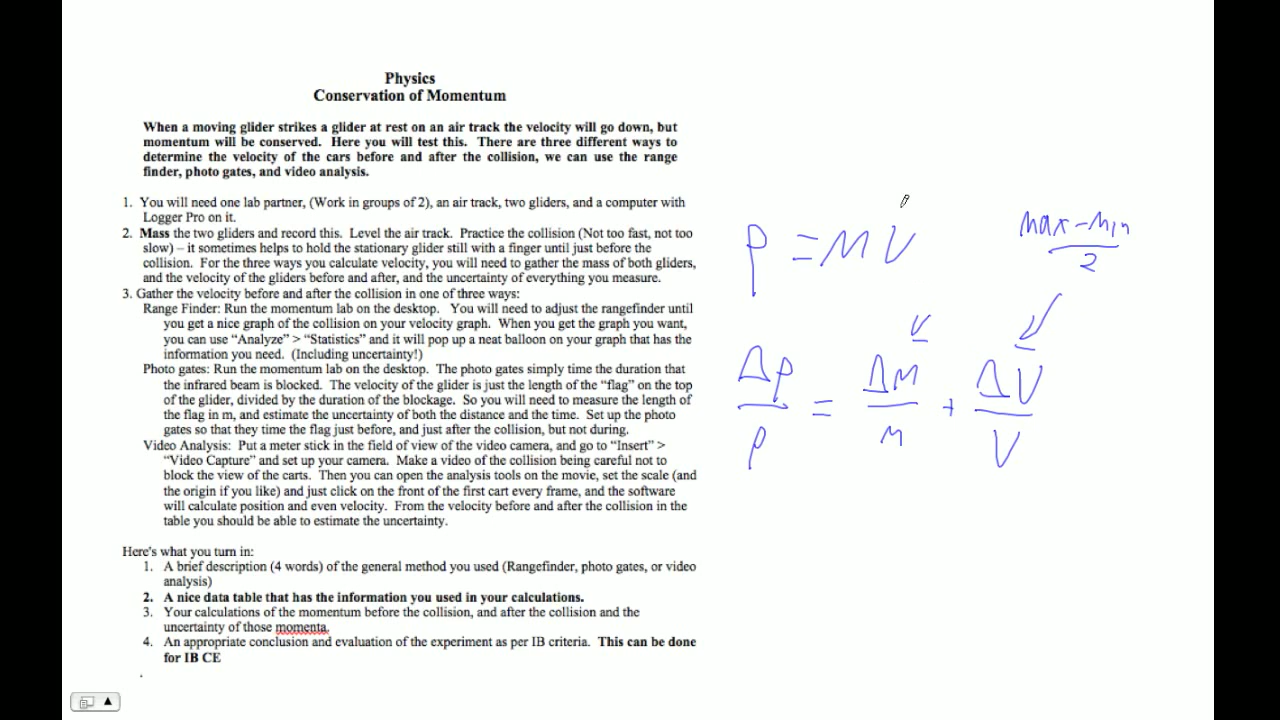 Physics
Conservation of Momentum
When a moving glider strikes a glider at rest on an air track the velocity will go down, but
momentum will be conserved. Here you will test this. There are three different ways to
determine the velocity of the cars before and after the collision, we can use the range
finder, photo gates, and video analysis.
1. You will need one lab partner, (Work in groups of 2), an air track, two gliders, and a computer with
Logger Pro on it.
2. Mass the two gliders and record this. Level the air track. Practice the collision (Not too fast, not too
slow) – it sometimes helps to hold the stationary glider still with a finger until just before the
collision. For the three ways you calculate velocity, you will need to gather the mass of both gliders,
and the velocity of the gliders before and after, and the uncertainty of everything you measure.
3. Gather the velocity before and after the collision in one of three ways:
Range Finder: Run the momentum lab on the desktop. You will need to adjust the rangefinder until
you get a nice graph of the collision on your velocity graph. When you get the graph you want,
you can use “Analyze” > “Statistics” and it will pop up a neat balloon on your graph that has the
information you need. (Including uncertainty!)
Photo gates: Run the momentum lab on the desktop. The photo gates simply time the duration that
the infrared beam is blocked. The velocity of the glider is just the length of the “flag” on the top
of the glider, divided by the duration of the blockage. So you will need to measure the length of
the flag in m, and estimate the uncertainty of both the distance and the time. Set up the photo
gates so that they time the flag just before, and just after the collision, but not during.
Video Analysis: Put a meter stick in the field of view of the video camera, and go to “Insert” >
“Video Capture” and set up your camera. Make a video of the collision being careful not to
block the view of the carts. Then you can open the analysis tools on the movie, set the scale (and
the origin if you like) and just click on the front of the first cart every frame, and the software
will calculate position and even velocity. From the velocity before and after the collision in the
table you should be able to estimate the uncertainty.
Here's what you turn in:
1. A brief description (4 words) of the general method you used (Rangefinder, photo gates, or video
analysis)
2. A nice data table that has the information you used in your calculations.
3. Your calculations of the momentum before the collision, and after the collision and the
uncertainty of those momenta.
4. An appropriate conclusion and evaluation of the experiment as per IB criteria. This can be done
for IB CE
.
p = m v
max - min
2
Δp = Δm + Δv
p m v